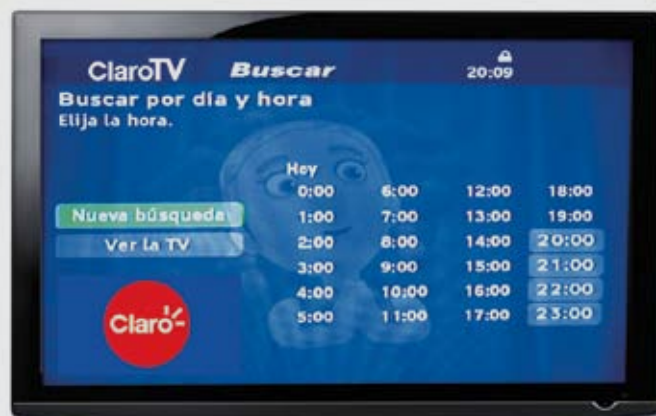 ClaroTV Buscar 20:09
Buscar por día y hora
Elija la hora.
Hoy
0:00 6:00 12:00 18:00
Nueva búsqueda 1:00 7:00 13:00 19:00
Ver la TV 2:00 8:00 14:00 20:00
3:00 9:00 15:00 21:00
4:00 10:00 16:00 22:00
5:00 11:00 17:00 23:00
Claro